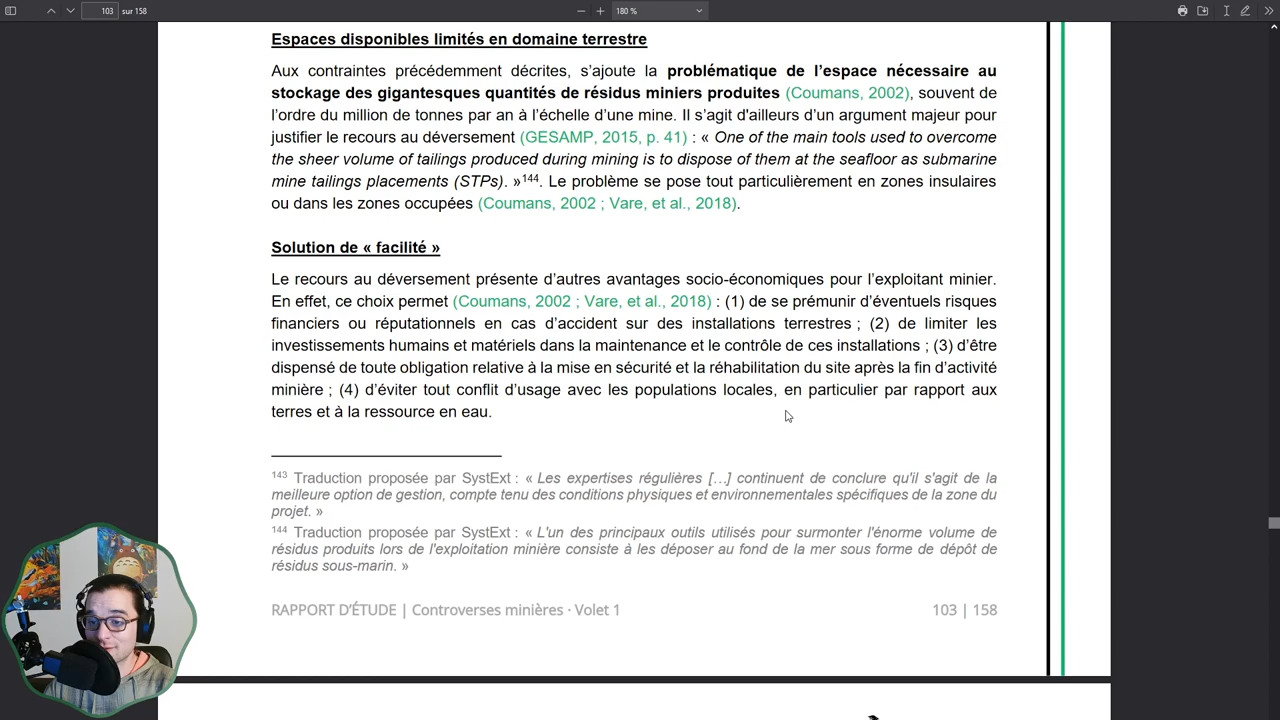 103 sur 158
180 %
Espaces disponibles limités en domaine terrestre
Aux contraintes précédemment décrites, s’ajoute la problématique de l’espace nécessaire au
stockage des gigantesques quantités de résidus miniers produites (Coumans, 2002), souvent de
l’ordre du million de tonnes par an à l’échelle d’une mine. Il s’agit d'ailleurs d’un argument majeur pour
justifier le recours au déversement (GESAMP, 2015, p. 41) : « One of the main tools used to overcome
the sheer volume of tailings produced during mining is to dispose of them at the seafloor as submarine
mine tailings placements (STPs). »144. Le problème se pose tout particulièrement en zones insulaires
ou dans les zones occupées (Coumans, 2002 ; Vare, et al., 2018).
Solution de « facilité »
Le recours au déversement présente d’autres avantages socio-économiques pour l’exploitant minier.
En effet, ce choix permet (Coumans, 2002 ; Vare, et al., 2018) : (1) de se prémunir d’éventuels risques
financiers ou réputationnels en cas d’accident sur des installations terrestres ; (2) de limiter les
investissements humains et matériels dans la maintenance et le contrôle de ces installations ; (3) d’être
dispensé de toute obligation relative à la mise en sécurité et la réhabilitation du site après la fin d’activité
minière ; (4) d’éviter tout conflit d’usage avec les populations locales, en particulier par rapport aux
terres et à la ressource en eau.
143 Traduction proposée par SystExt : « Les expertises régulières […] continuent de conclure qu'il s'agit de la
meilleure option de gestion, compte tenu des conditions physiques et environnementales spécifiques de la zone du
projet. »
144 Traduction proposée par SystExt : « L'un des principaux outils utilisés pour surmonter l'énorme volume de
résidus produits lors de l'exploitation minière consiste à les déposer au fond de la mer sous forme de dépôt de
résidus sous-marin. »
RAPPORT D’ÉTUDE | Controverses minières · Volet 1
103 | 158